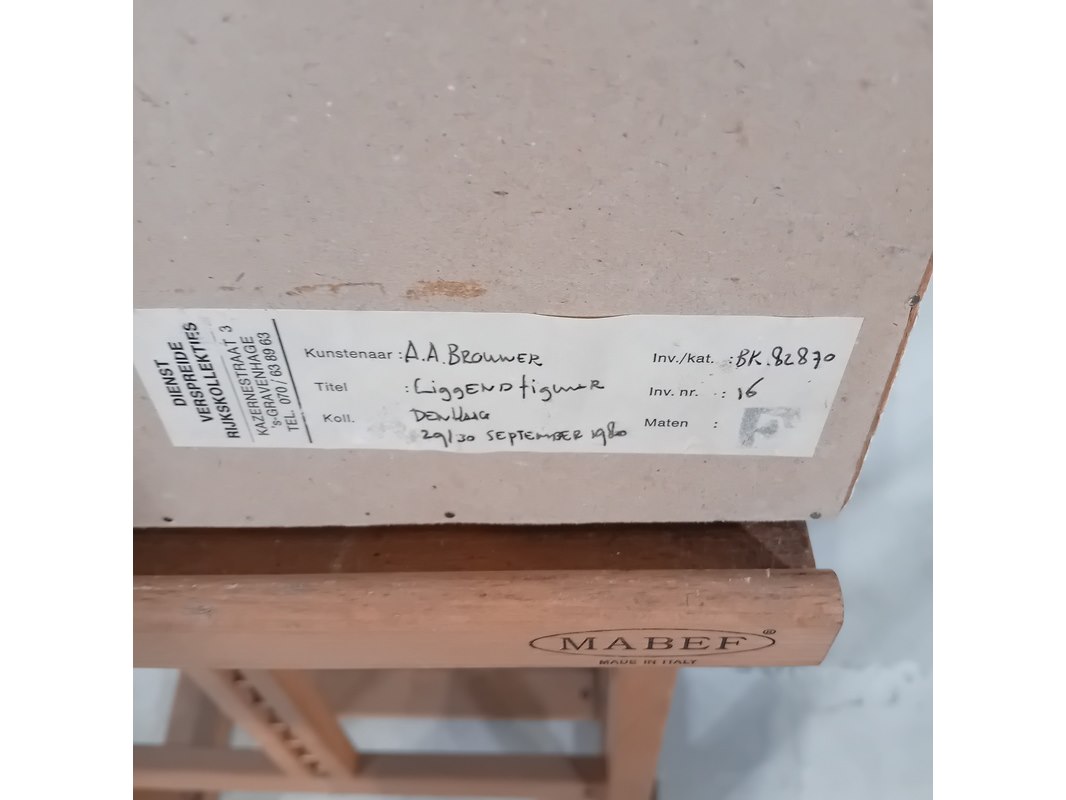 DIENST
VERSPREIDE
RIJKSKOLLEKTIES
KAZERNESTRAAT 3
's-GRAVENHAGE
TEL. 070/63 89 63
Kunstenaar : A.A. BROUWER
Titel : Liggend figuur
Koll. DEN HAAG
29/30 SEPTEMBER 1980
Inv./kat. : BK.82870
Inv. nr. : 16
Maten :
MABEF®
MADE IN ITALY